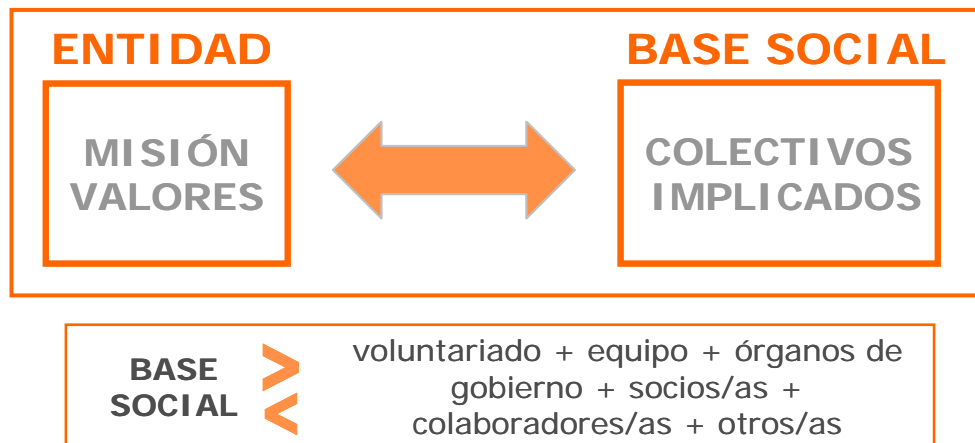 ENTIDAD
BASE SOCIAL
MISIÓN
VALORES
COLECTIVOS
IMPLICADOS
BASE
SOCIAL
>
<
voluntariado + equipo + órganos de
gobierno + socios/as +
colaboradores/as + otros/as